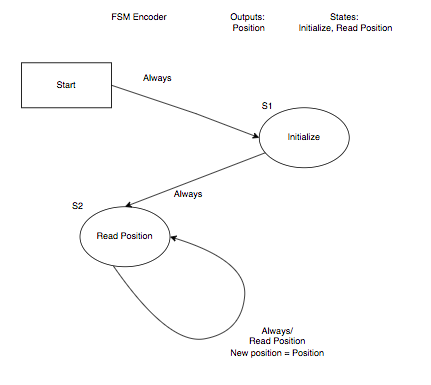 FSM Encoder
Outputs:
Position
States:
Initialize, Read Position
Start
Always
S1
Initialize
Always
S2
Read Position
Always/
Read Position
New position = Position